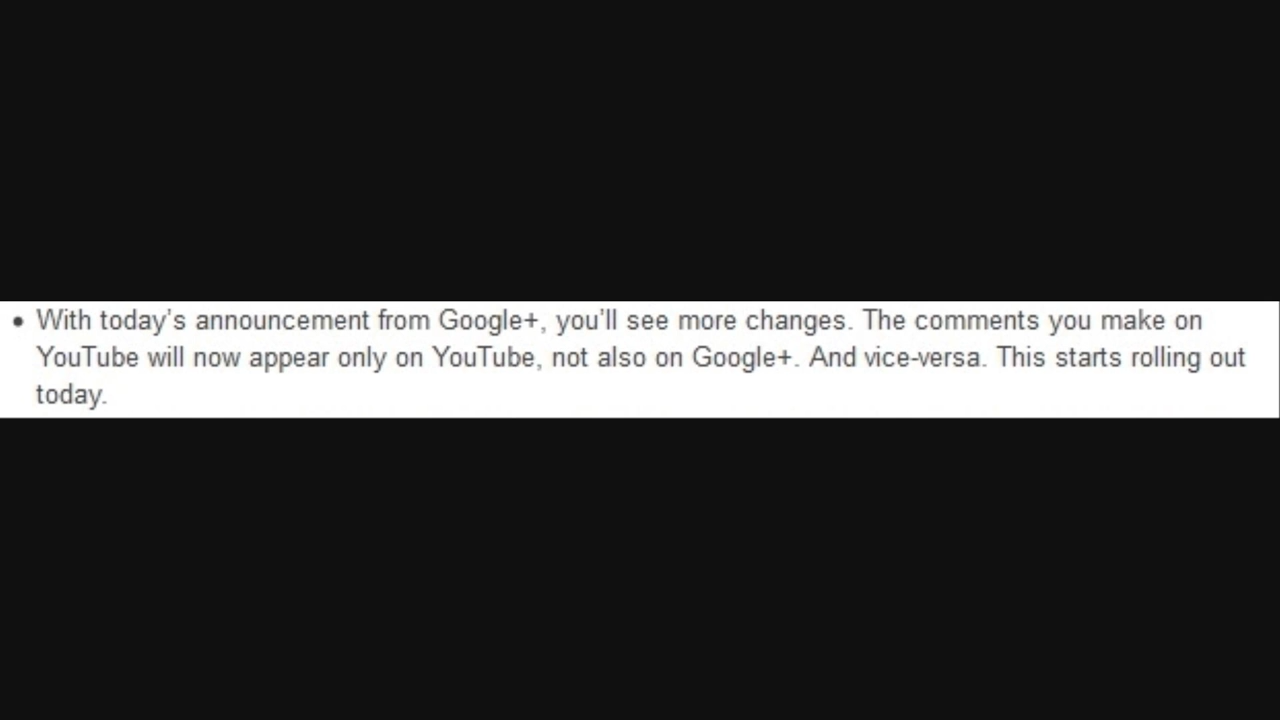 • With today's announcement from Google+, you'll see more changes. The comments you make on
YouTube will now appear only on YouTube, not also on Google+. And vice-versa. This starts rolling out
today.